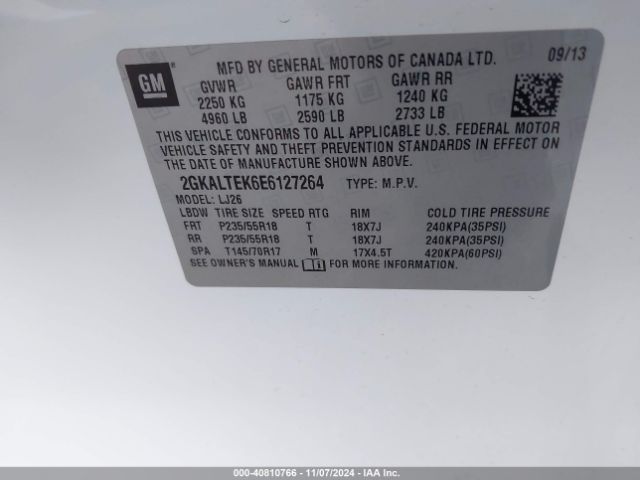 GM
MFD BY GENERAL MOTORS OF CANADA LTD. 09/13
GVWR GAWR FRT GAWR RR
2250 KG 1175 KG 1240 KG
4960 LB 2590 LB 2733 LB
THIS VEHICLE CONFORMS TO ALL APPLICABLE U.S. FEDERAL MOTOR
VEHICLE SAFETY AND THEFT PREVENTION STANDARDS IN EFFECT ON
THE DATE OF MANUFACTURE SHOWN ABOVE.
2GKALTEK6E6127264 TYPE: M.P.V.
MODEL: LJ26
LBDW TIRE SIZE SPEED RTG RIM COLD TIRE PRESSURE
FRT P235/55R18 T 18X7J 240KPA(35PSI)
RR P235/55R18 T 18X7J 240KPA(35PSI)
SPA T145/70R17 M 17X4.5T 420KPA(60PSI)
SEE OWNER'S MANUAL FOR MORE INFORMATION.
000-40810766 - 11/07/2024 - IAAI.com